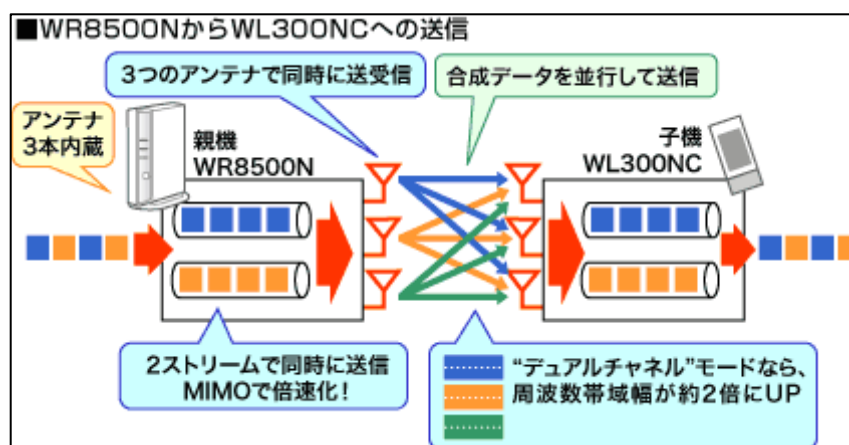 ■WR8500NからWL300NCへの送信
3つのアンテナで同時に送受信
合成データを並行して送信
アンテナ
3本内蔵
親機
WR8500N
子機
WL300NC
2ストリームで同時に送信
MIMOで倍速化！
“デュアルチャネル”モードなら、
周波数帯域幅が約2倍にUP